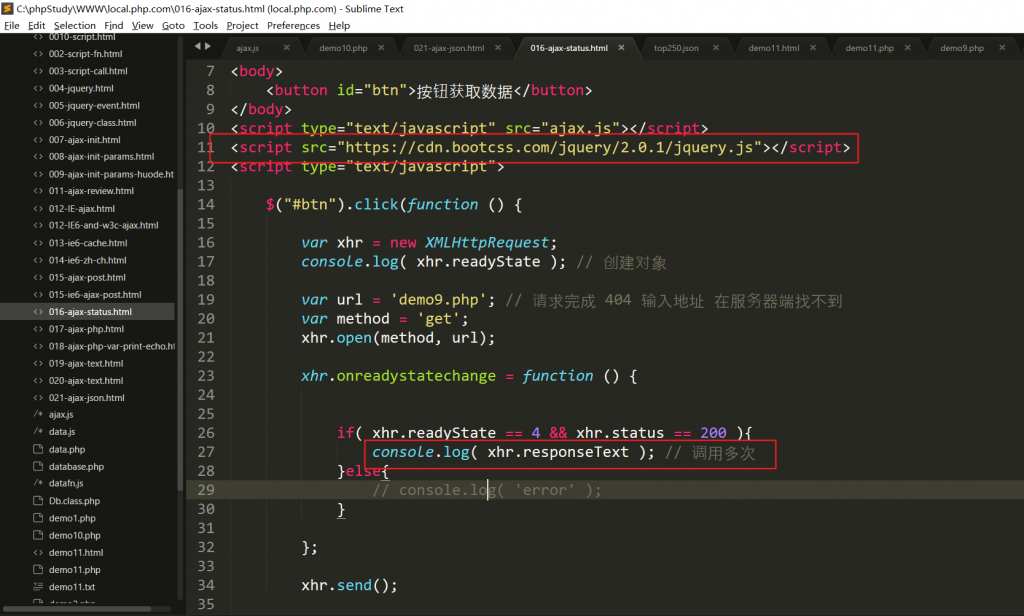 C:\phpStudy\WWW\local.php.com\016-ajax-status.html (local.php.com) - Sublime Text
File Edit Selection Find View Goto Tools Project Preferences Help
ajax.js × demo10.php × 021-ajax-json.html × 016-ajax-status.html × top250.json × demo11.html × demo11.php × demo9.php ×
0010-script.html
002-script-fn.html
003-script-call.html
004-jquery.html
005-jquery-event.html
006-jquery-class.html
007-ajax-init.html
008-ajax-init-params.html
009-ajax-init-params-huode.ht
011-ajax-review.html
012-IE-ajax.html
012-IE6-and-w3c-ajax.html
013-ie6-cache.html
014-ie6-zh-ch.html
015-ajax-post.html
015-ie6-ajax-post.html
016-ajax-status.html
017-ajax-php.html
018-ajax-php-var-print-echo.ht
019-ajax-text.html
020-ajax-text.html
021-ajax-json.html
ajax.js
data.js
data.php
database.php
datafn.js
Db.class.php
demo1.php
demo10.php
demo11.html
demo11.php
demo11.txt
7 <body>
8 <button id="btn">按钮获取数据</button>
9 </body>
10 <script type="text/javascript" src="ajax.js"></script>
11 <script src="https://cdn.bootcss.com/jquery/2.0.1/jquery.js"></script>
12 <script type="text/javascript">
13
14 $("#btn").click(function () {
15
16 var xhr = new XMLHttpRequest;
17 console.log( xhr.readyState ); // 创建对象
18
19 var url = 'demo9.php'; // 请求完成 404 输入地址 在服务器端找不到
20 var method = 'get';
21 xhr.open(method, url);
22
23 xhr.onreadystatechange = function () {
24
25
26 if( xhr.readyState == 4 && xhr.status == 200 ){
27 console.log( xhr.responseText ); // 调用多次
28 }else{
29 // console.log( 'error' );
30 }
31
32 };
33
34 xhr.send();
35